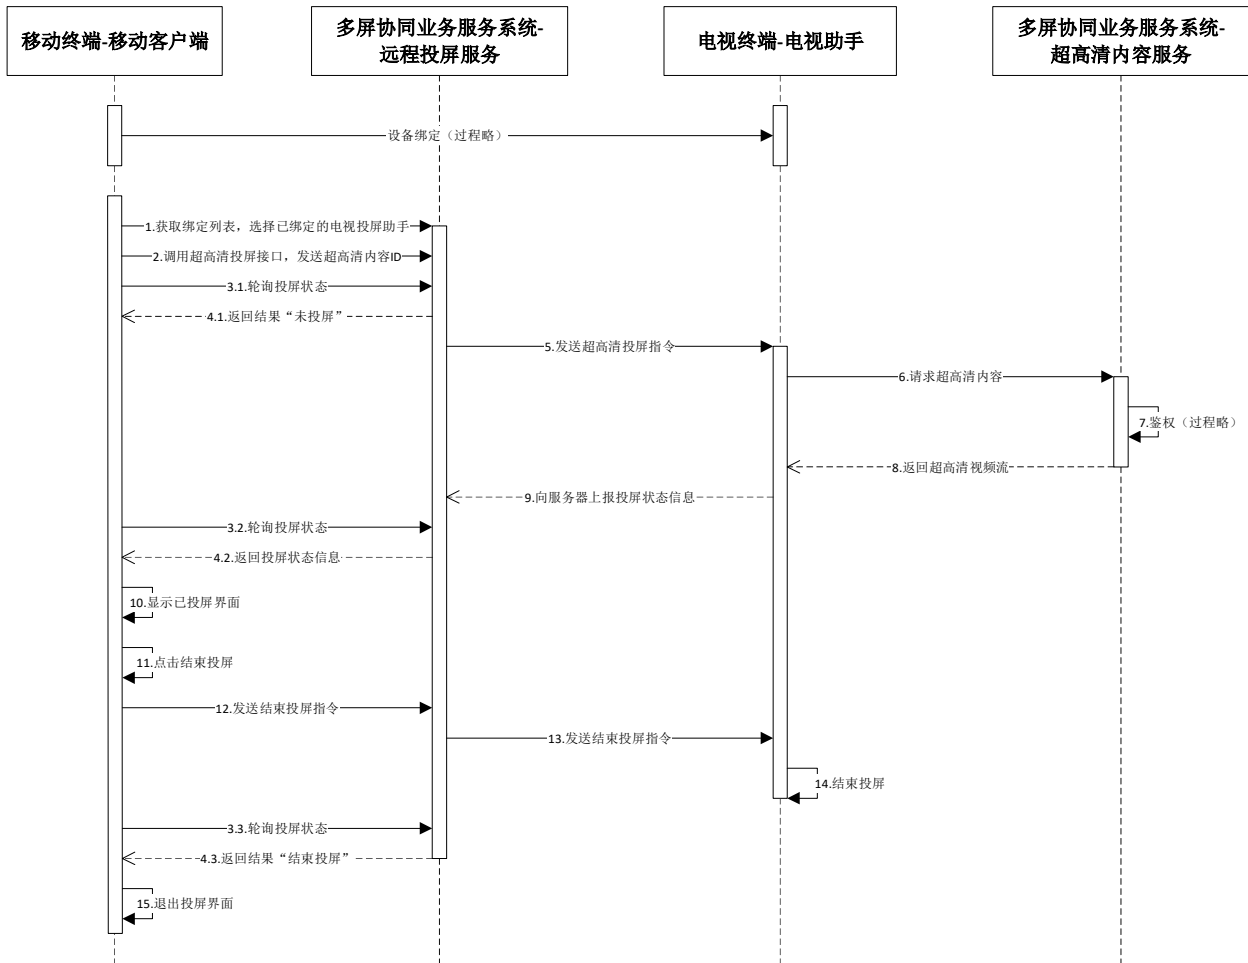 移动终端-移动客户端
多屏协同业务服务系统-
远程投屏服务
电视终端-电视助手
多屏协同业务服务系统-
超高清内容服务
设备绑定（过程略）
1.获取绑定列表，选择已绑定的电视投屏助手
2.调用超高清投屏接口，发送超高清内容ID
3.1.轮询投屏状态
4.1.返回结果“未投屏”
5.发送超高清投屏指令
6.请求超高清内容
7.鉴权（过程略）
8.返回超高清视频流
9.向服务器上报投屏状态信息
3.2.轮询投屏状态
4.2.返回投屏状态信息
10.显示已投屏界面
11.点击结束投屏
12.发送结束投屏指令
13.发送结束投屏指令
14.结束投屏
3.3.轮询投屏状态
4.3.返回结果“结束投屏”
15.退出投屏界面